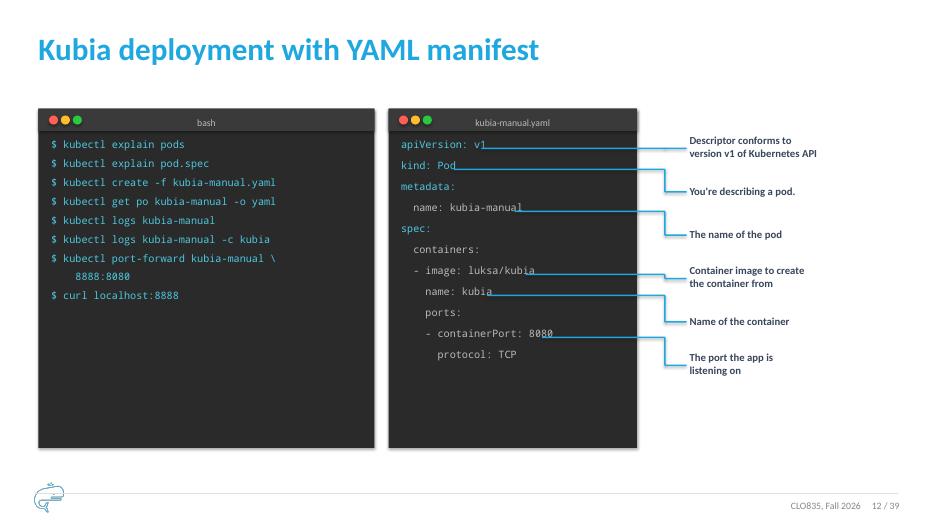 Kubia deployment with YAML manifest
bash
$ kubectl explain pods
$ kubectl explain pod.spec
$ kubectl create -f kubia-manual.yaml
$ kubectl get po kubia-manual -o yaml
$ kubectl logs kubia-manual
$ kubectl logs kubia-manual -c kubia
$ kubectl port-forward kubia-manual \
    8888:8080
$ curl localhost:8888
kubia-manual.yaml
apiVersion: v1
kind: Pod
metadata:
  name: kubia-manual
spec:
  containers:
  - image: luksa/kubia
    name: kubia
    ports:
    - containerPort: 8080
      protocol: TCP
Descriptor conforms to
version v1 of Kubernetes API
You're describing a pod.
The name of the pod
Container image to create
the container from
Name of the container
The port the app is
listening on
CLO835, Fall 2026 12 / 39